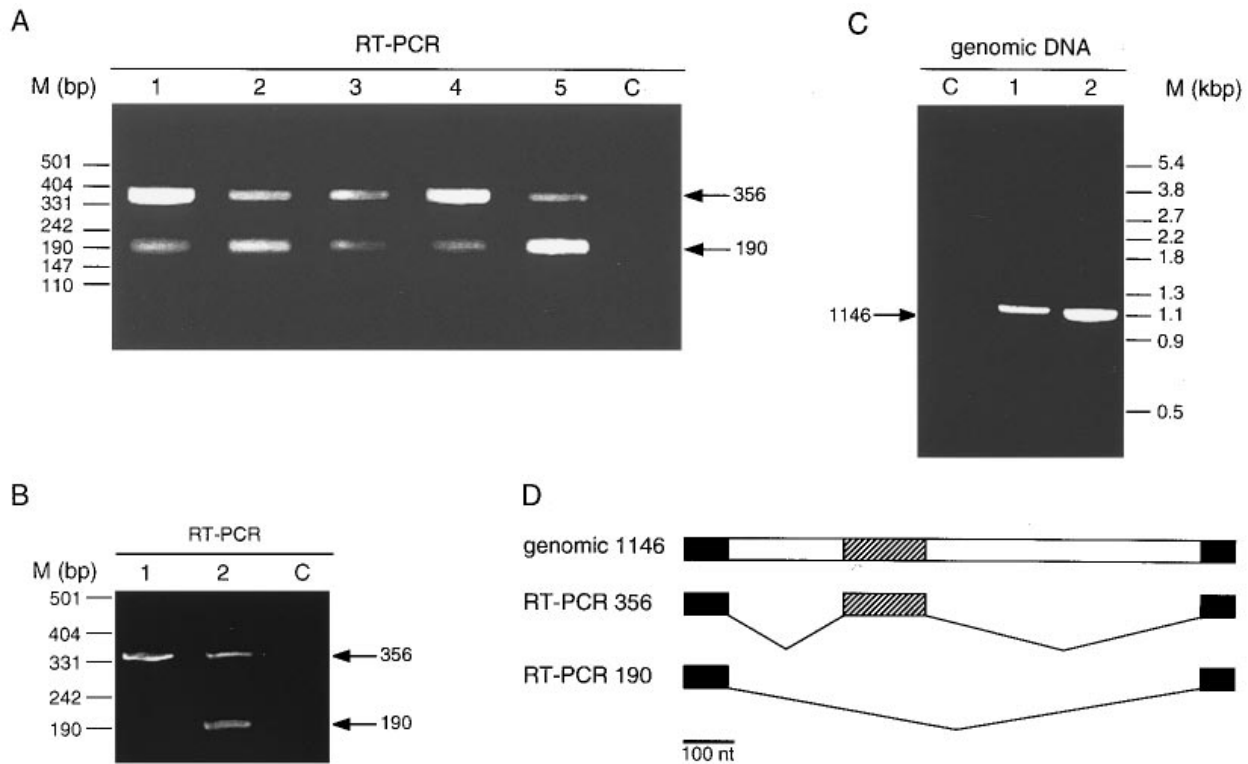 A
RT-PCR
M (bp) 1 2 3 4 5 C
501
404
331
242
190
147
110
356
190
B
RT-PCR
M (bp) 1 2 C
501
404
331
242
190
356
190
C
genomic DNA
C 1 2 M (kbp)
5.4
3.8
2.7
2.2
1.8
1.3
1.1
0.9
0.5
1146
D
genomic 1146
RT-PCR 356
RT-PCR 190
100 nt